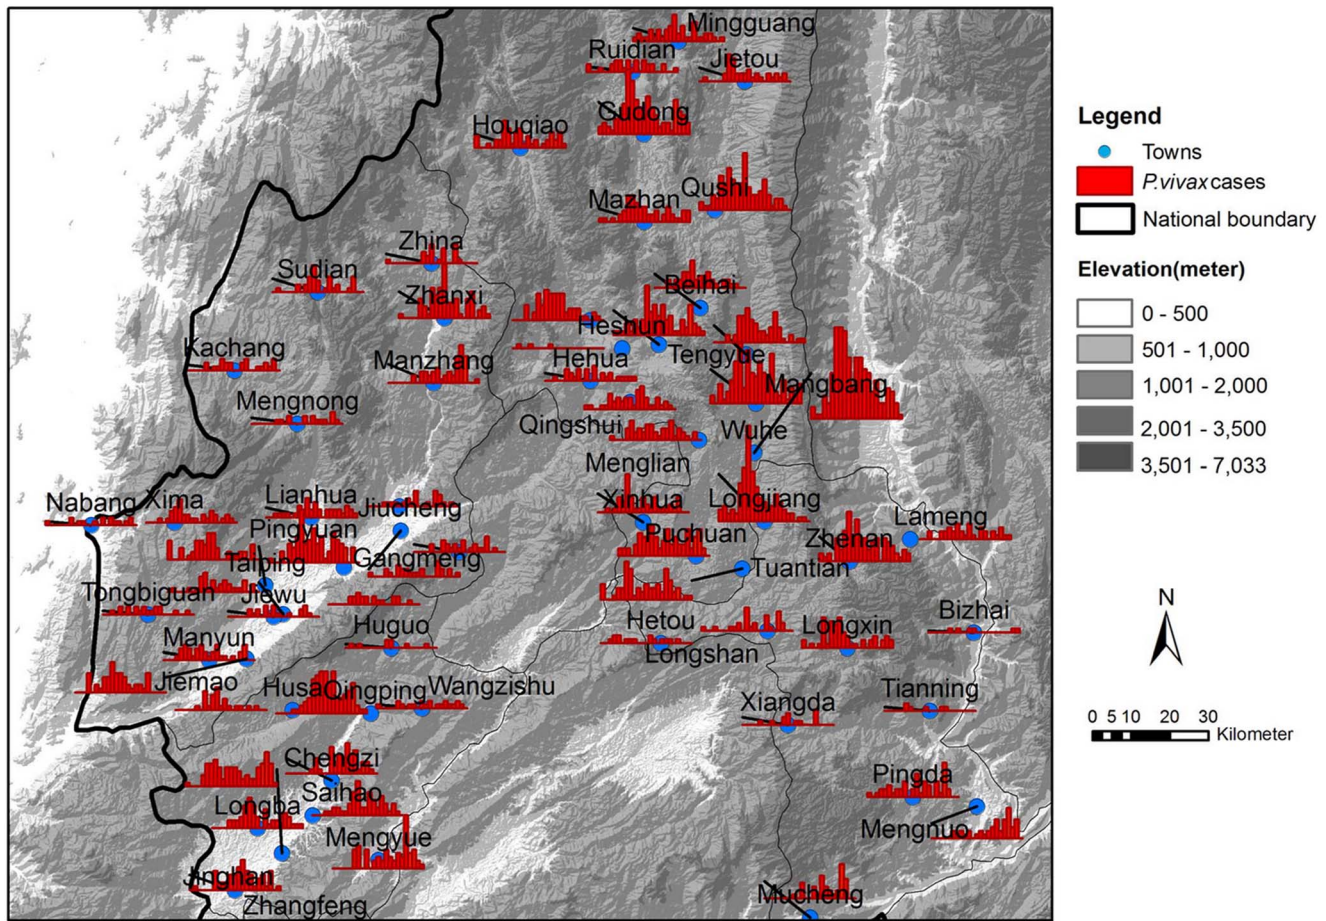 Mingguang
Ruidian
Jietou
Gudong
Houqiao
Qushi
Mazhan
Zhina
Sudian
Beihai
Zhanxi
Heshun
Tengyue
Kachang
Manzhang
Hehua
Mangbang
Mengnong
Qingshui
Wuhe
Menglian
Nabang
Xima
Lianhua
Jiucheng
Xinhua
Longjiang
Lameng
Pingyuan
Puchuan
Zhenan
Taiping
Gangmeng
Tuantian
Tongbiguan
Jiewu
Bizhai
Manyun
Huguo
Hetou
Longxin
Longshan
Jiemao
Husa
Qingping
Wangzishu
Tianning
Xiangda
Chengzi
Pingda
Longba
Saihao
Mengnuo
Mengyue
Jinghan
Mucheng
Zhangfeng
Legend
Towns
P.vivax cases
National boundary
Elevation(meter)
0 - 500
501 - 1,000
1,001 - 2,000
2,001 - 3,500
3,501 - 7,033
N
0 5 10 20 30
Kilometer